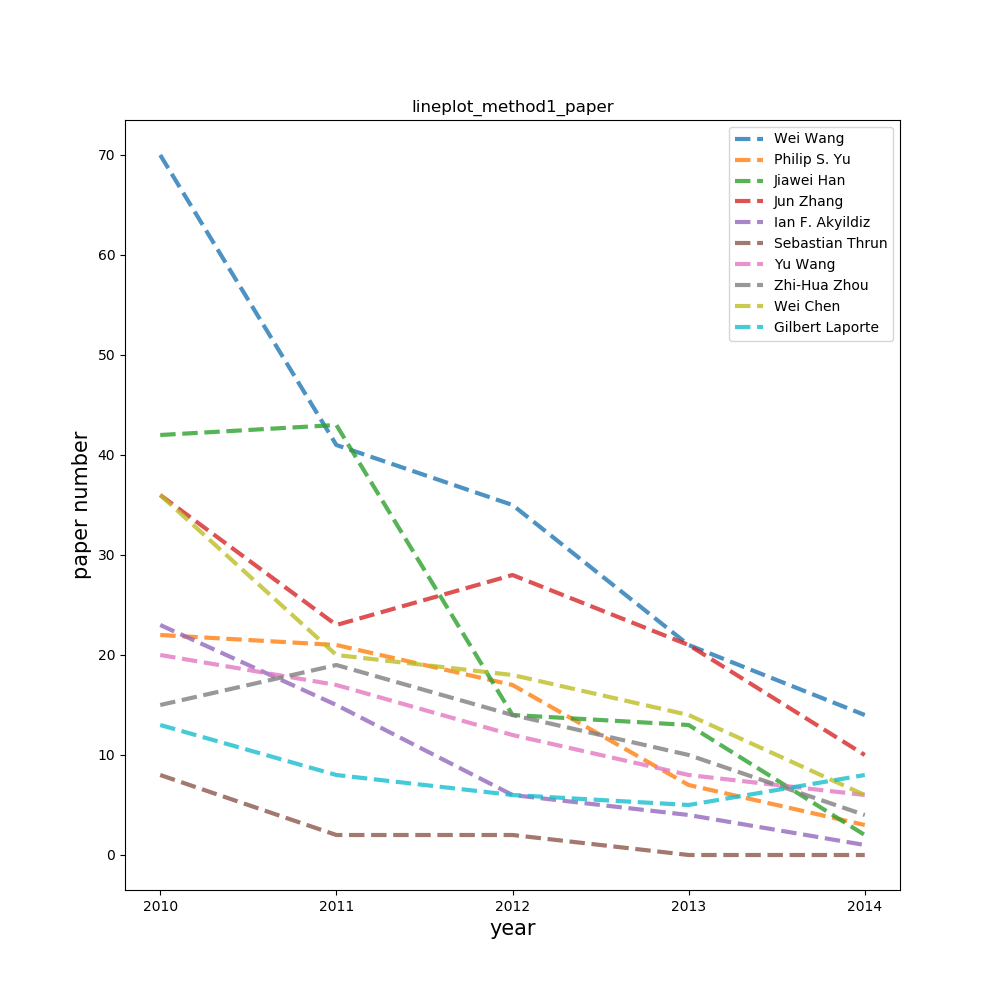 lineplot_method1_paper
Wei Wang
Philip S. Yu
Jiawei Han
Jun Zhang
Ian F. Akyildiz
Sebastian Thrun
Yu Wang
Zhi-Hua Zhou
Wei Chen
Gilbert Laporte
70
60
50
40
30
20
10
0
paper number
2010 2011 2012 2013 2014
year